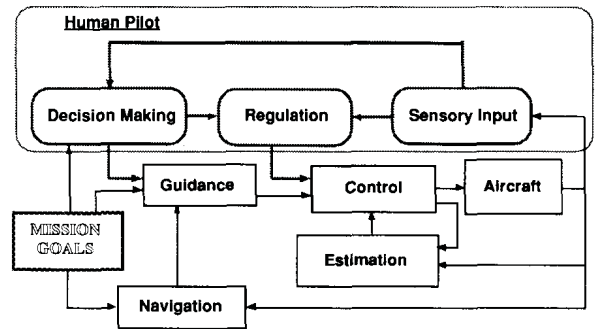 Human Pilot
Decision Making
Regulation
Sensory Input
Guidance
Control
Aircraft
MISSION
GOALS
Estimation
Navigation